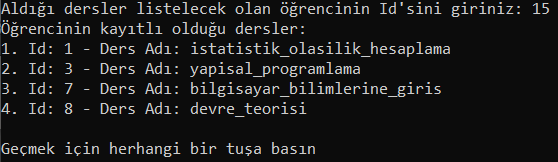 Aldığı dersler listelecek olan öğrencinin Id'sini giriniz: 15
Öğrencinin kayıtlı olduğu dersler:
1. Id: 1 - Ders Adı: istatistik_olasilik_hesaplama
2. Id: 3 - Ders Adı: yapisal_programlama
3. Id: 7 - Ders Adı: bilgisayar_bilimlerine_giris
4. Id: 8 - Ders Adı: devre_teorisi
Geçmek için herhangi bir tuşa basın